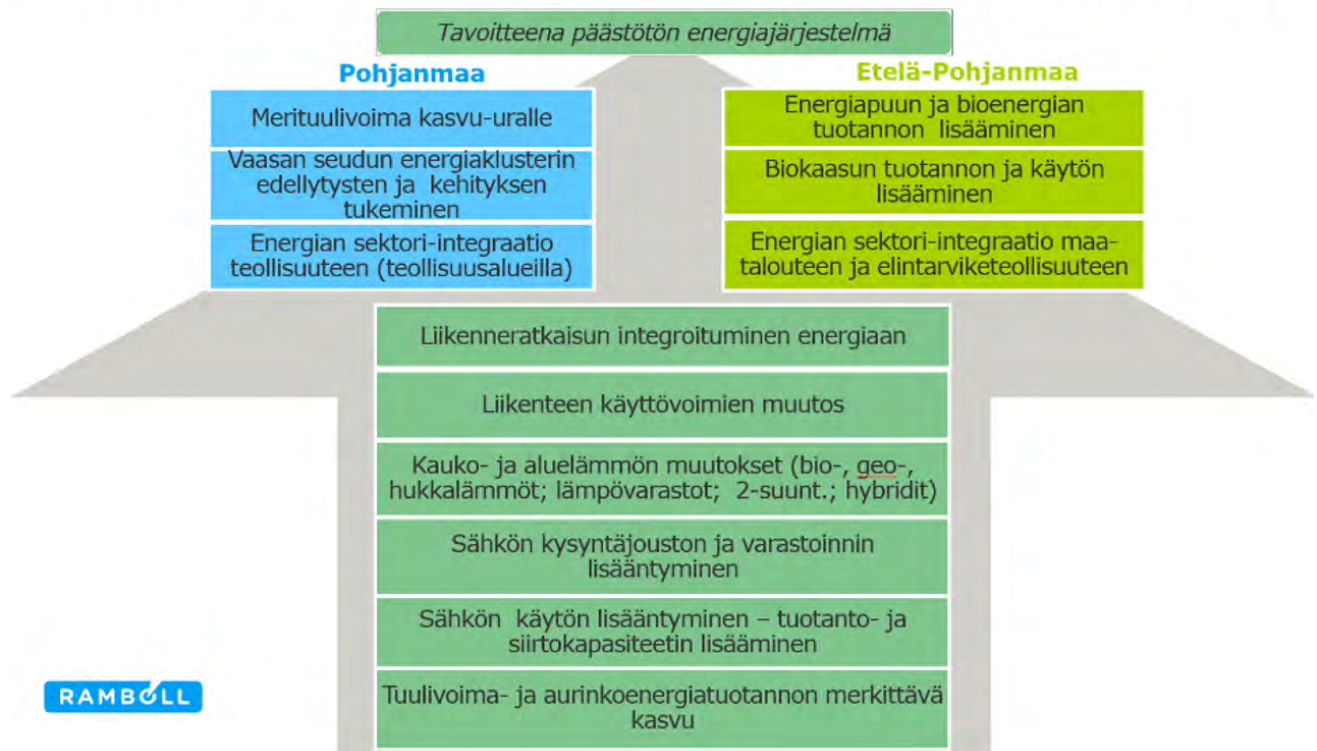 Tavoitteena päästötön energiajärjestelmä
Pohjanmaa
Merituulivoima kasvu-uralle
Vaasan seudun energiaklusterin
edellytysten ja kehityksen
tukeminen
Energian sektori-integraatio
teollisuuteen (teollisuusalueilla)
Etelä-Pohjanmaa
Energiapuun ja bioenergian
tuotannon lisääminen
Biokaasun tuotannon ja käytön
lisääminen
Energian sektori-integraatio maa-
talouteen ja elintarviketeollisuuteen
Liikenneratkaisun integroituminen energiaan
Liikenteen käyttövoimien muutos
Kauko- ja aluelämmön muutokset (bio-, geo-,
hukkalämmöt; lämpövarastot; 2-suunt.; hybridit)
Sähkön kysyntäjouston ja varastoinnin
lisääntyminen
Sähkön käytön lisääntyminen – tuotanto- ja
siirtokapasiteetin lisääminen
Tuulivoima- ja aurinkoenergiatuotannon merkittävä
kasvu
RAMBOLL